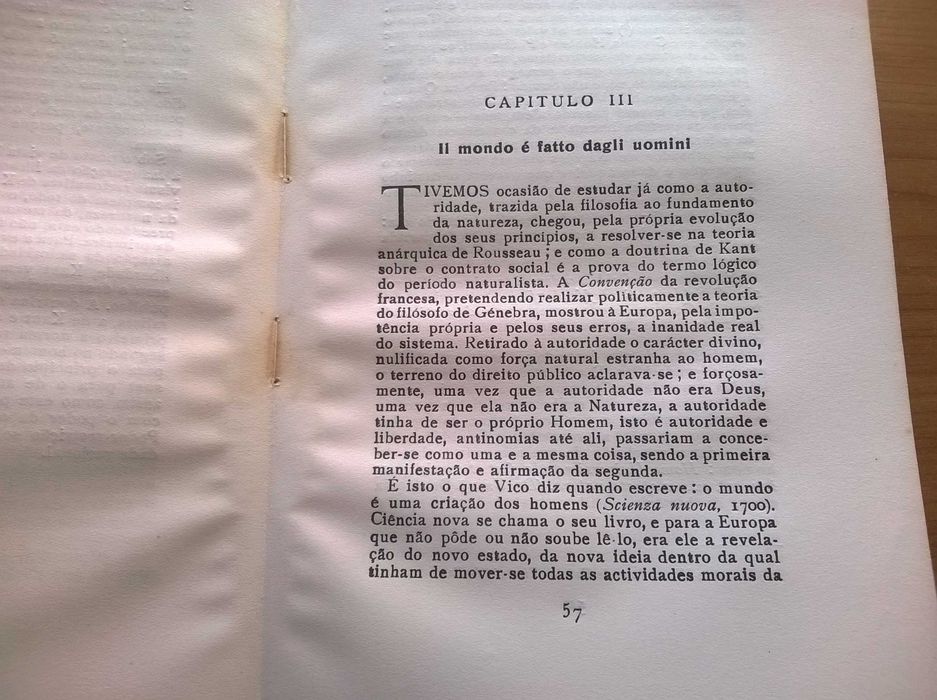 CAPITULO III
Il mondo é fatto dagli uomini
TIVEMOS ocasião de estudar já como a auto-
ridade, trazida pela filosofia ao fundamento
da natureza, chegou, pela própria evolução
dos seus princípios, a resolver-se na teoria
anárquica de Rousseau ; e como a doutrina de Kant
sobre o contrato social é a prova do termo lógico
do período naturalista. A Convenção da revolução
francesa, pretendendo realizar politicamente a teoria
do filósofo de Génebra, mostrou à Europa, pela impo-
tência própria e pelos seus erros, a inanidade real
do sistema. Retirado à autoridade o carácter divino,
nulificada como força natural estranha ao homem,
o terreno do direito público aclarava-se ; e forçosa-
mente, uma vez que a autoridade não era Deus,
uma vez que ela não era a Natureza, a autoridade
tinha de ser o próprio Homem, isto é autoridade e
liberdade, antinomias até ali, passariam a conce-
ber-se como uma e a mesma coisa, sendo a primeira
manifestação e afirmação da segunda.
É isto o que Vico diz quando escreve : o mundo
é uma criação dos homens (Scienza nuova, 1700).
Ciência nova se chama o seu livro, e para a Europa
que não pôde ou não soube lê-lo, era ele a revela-
ção do novo estado, da nova ideia dentro da qual
tinham de mover-se todas as actividades morais da
57